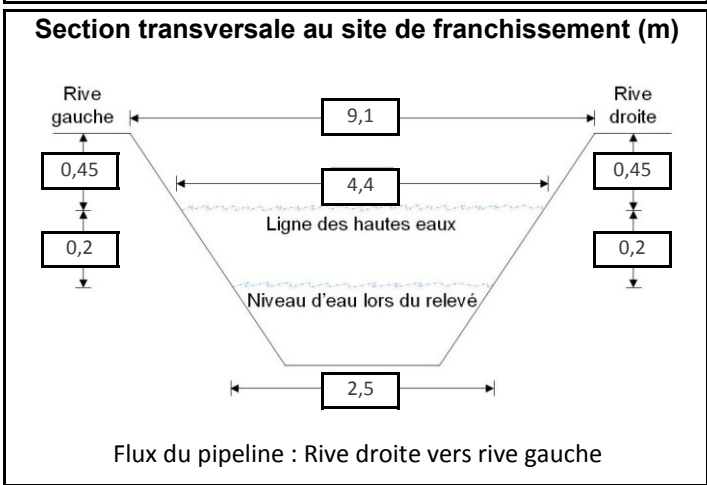 Section transversale au site de franchissement (m)
Rive
gauche
9,1
Rive
droite
0,45
4,4
0,45
Ligne des hautes eaux
0,2
0,2
Niveau d'eau lors du relevé
2,5
Flux du pipeline : Rive droite vers rive gauche